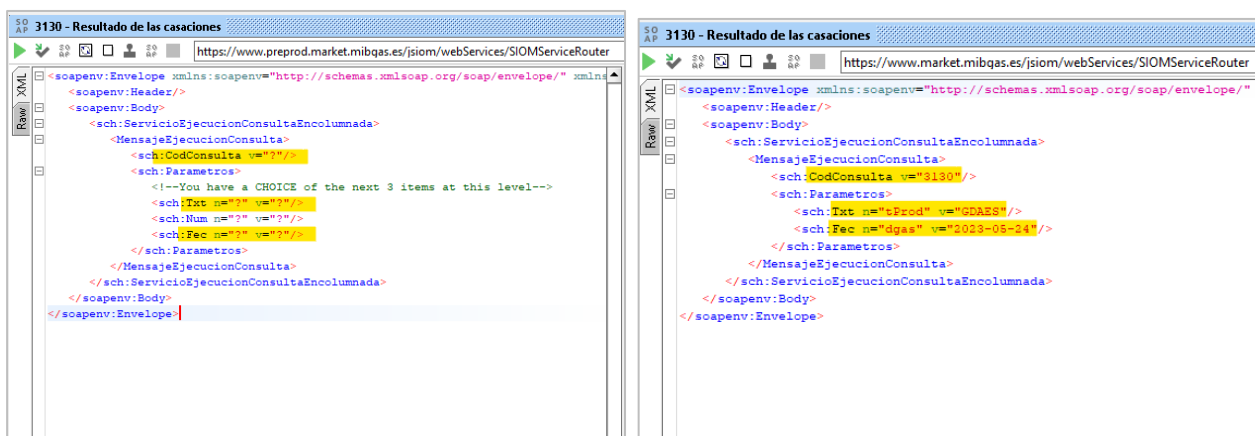 SO AP 3130 - Resultado de las casaciones
https://www.preprod.market.mibgas.es/jsiom/webServices/SIOMServiceRouter
XML
Raw
<soapenv:Envelope xmlns:soapenv="http://schemas.xmlsoap.org/soap/envelope/" xmlns
<soapenv:Header/>
<soapenv:Body>
<sch:ServicioEjecucionConsultaEncolumnada>
<MensajeEjecucionConsulta>
<sch:CodConsulta v="?"/>
<sch:Parametros>
<!--You have a CHOICE of the next 3 items at this level-->
<sch:Txt n="?" v="?"/>
<sch:Num n="?" v="?"/>
<sch:Fec n="?" v="?"/>
</sch:Parametros>
</MensajeEjecucionConsulta>
</sch:ServicioEjecucionConsultaEncolumnada>
</soapenv:Body>
</soapenv:Envelope>
SO AP 3130 - Resultado de las casaciones
https://www.market.mibgas.es/jsiom/webServices/SIOMServiceRouter
XML
Raw
<soapenv:Envelope xmlns:soapenv="http://schemas.xmlsoap.org/soap/envelope/"
<soapenv:Header/>
<soapenv:Body>
<sch:ServicioEjecucionConsultaEncolumnada>
<MensajeEjecucionConsulta>
<sch:CodConsulta v="3130"/>
<sch:Parametros>
<sch:Txt n="tProd" v="GDAES"/>
<sch:Fec n="dgas" v="2023-05-24"/>
</sch:Parametros>
</MensajeEjecucionConsulta>
</sch:ServicioEjecucionConsultaEncolumnada>
</soapenv:Body>
</soapenv:Envelope>